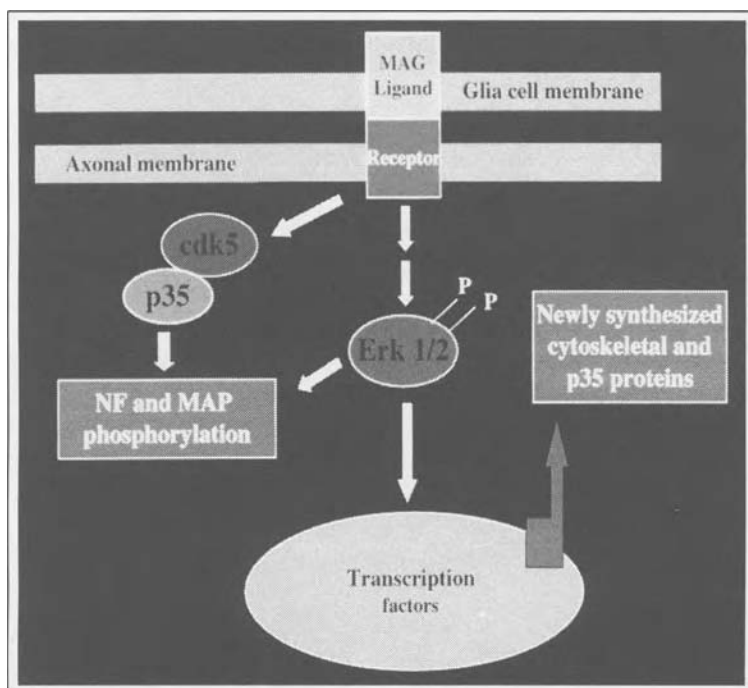 MAG
Ligand
Glia cell membrane
Receptor
Axonal membrane
cdk5
p35
P
P
Erk 1/2
Newly synthesized
cytoskeletal and
p35 proteins
NF and MAP
phosphorylation
Transcription
factors